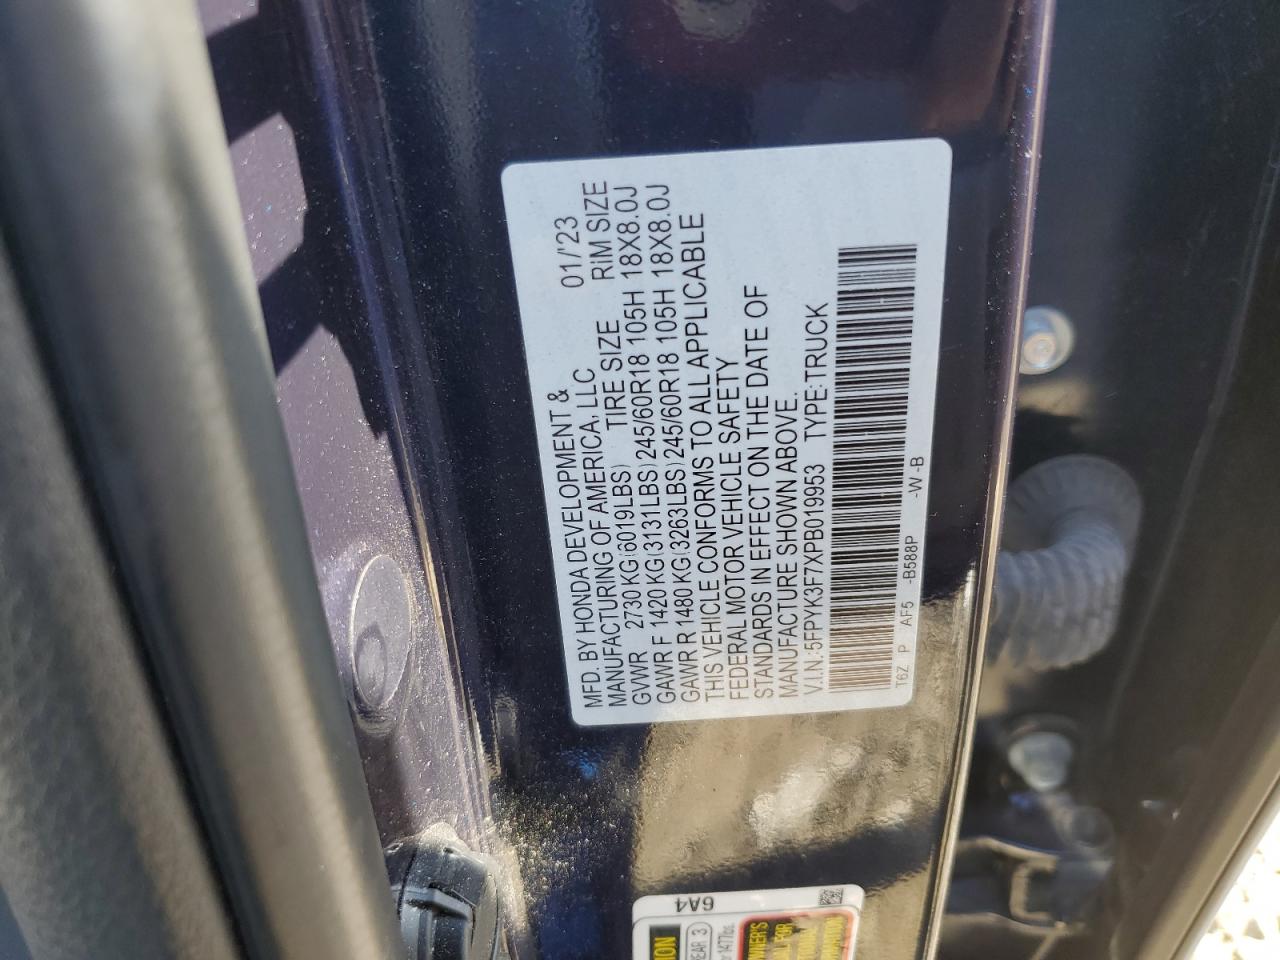 MFD. BY HONDA DEVELOPMENT & 01/'23
MANUFACTURING OF AMERICA, LLC
TIRE SIZE RIM SIZE
GVWR 2730 KG(6019LBS)
GAWR F 1420 KG(3131LBS) 245/60R18 105H 18X8.0J
GAWR R 1480 KG(3263LBS) 245/60R18 105H 18X8.0J
THIS VEHICLE CONFORMS TO ALL APPLICABLE
FEDERAL MOTOR VEHICLE SAFETY
STANDARDS IN EFFECT ON THE DATE OF
MANUFACTURE SHOWN ABOVE.
V.I.N.:5FPYK3F7XPB019953 TYPE:TRUCK
T6Z P AF5 -B588P -W -B
6A4
REAR 3